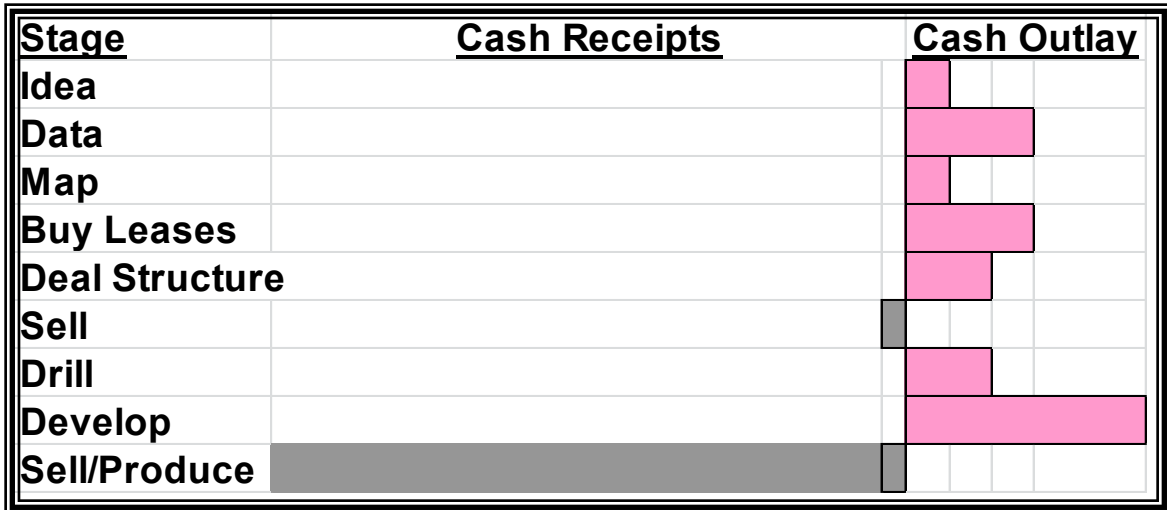 Stage Cash Receipts Cash Outlay
Idea
Data
Map
Buy Leases
Deal Structure
Sell
Drill
Develop
Sell/Produce